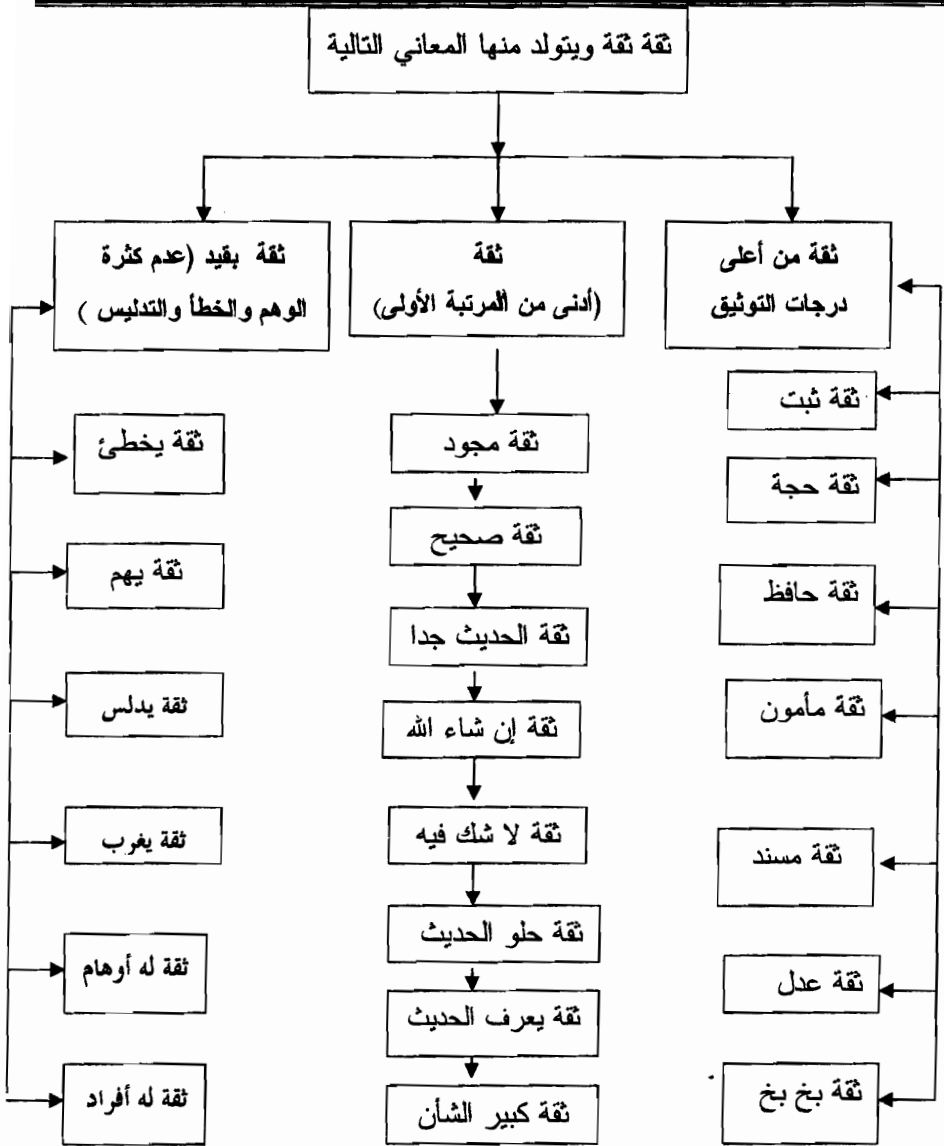 ثقة ثقة ويتولد منها المعاني التالية
ثقة من أعلى
درجات التوثيق
ثقة ثبت
ثقة حجة
ثقة حافظ
ثقة مأمون
ثقة مسند
ثقة عدل
ثقة بخ بخ
ثقة
(أدنى من المرتبة الأولى)
ثقة مجود
ثقة صحيح
ثقة الحديث جدا
ثقة إن شاء الله
ثقة لا شك فيه
ثقة حلو الحديث
ثقة يعرف الحديث
ثقة كبير الشأن
ثقة بقيد (عدم كثرة
الوهم والخطأ والتدليس )
ثقة يخطئ
ثقة يهم
ثقة يدلس
ثقة يغرب
ثقة له أوهام
ثقة له أفراد